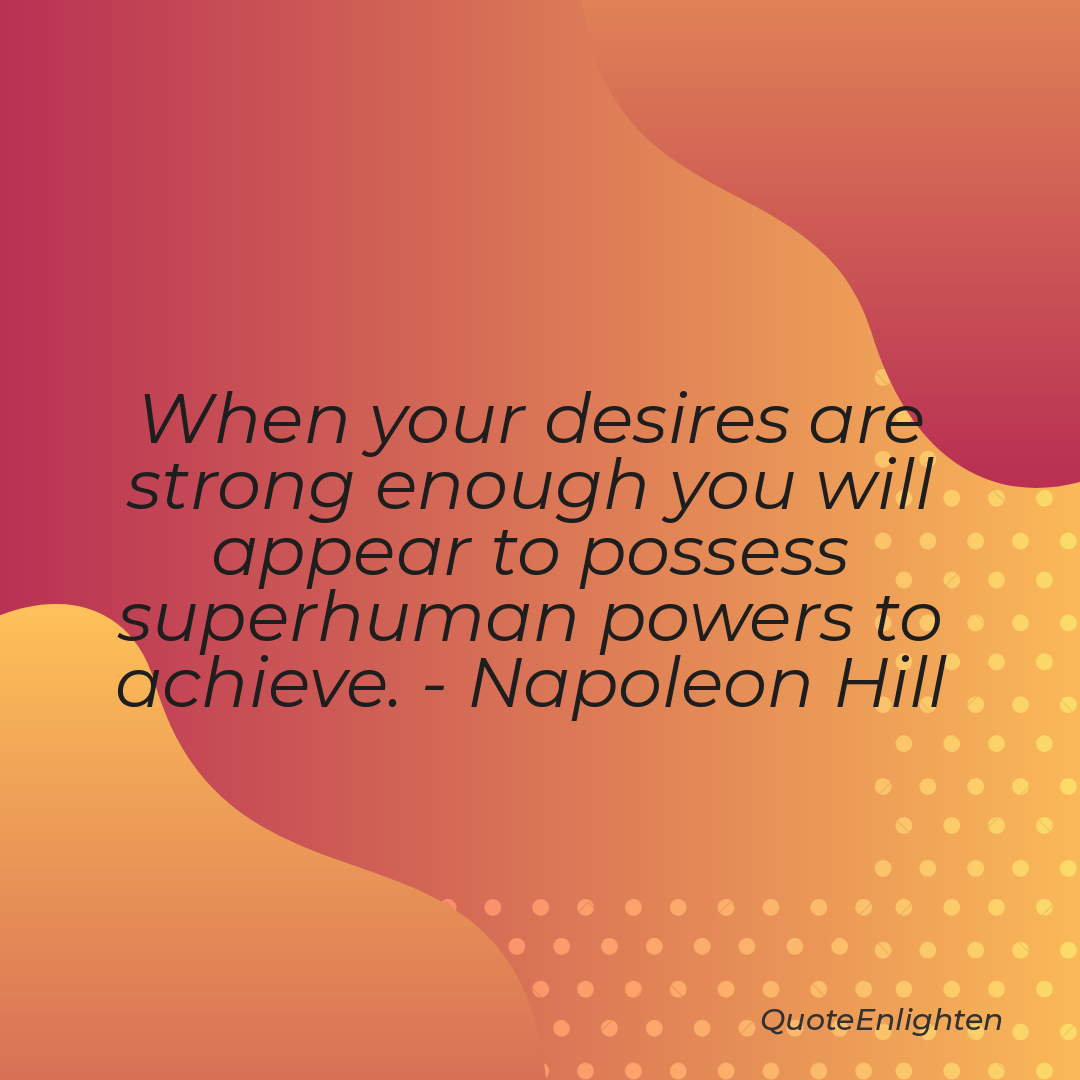 When your desires are
strong enough you will
appear to possess
superhuman powers to
achieve. - Napoleon Hill
QuoteEnlighten